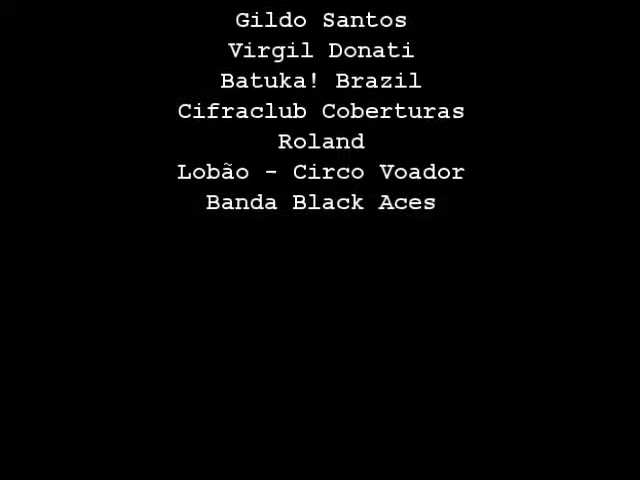 Gildo Santos
Virgil Donati
Batuka! Brazil
Cifraclub Coberturas
Roland
Lobão - Circo Voador
Banda Black Aces